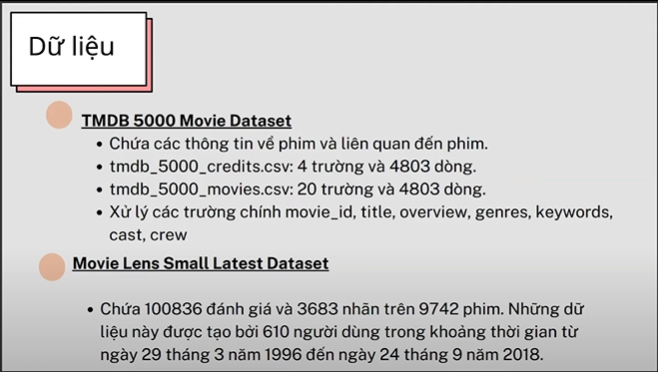 Dữ liệu
TMDB 5000 Movie Dataset
• Chứa các thông tin về phim và liên quan đến phim.
• tmdb_5000_credits.csv: 4 trường và 4803 dòng.
• tmdb_5000_movies.csv: 20 trường và 4803 dòng.
• Xử lý các trường chính movie_id, title, overview, genres, keywords,
cast, crew
Movie Lens Small Latest Dataset
• Chứa 100836 đánh giá và 3683 nhãn trên 9742 phim. Những dữ
liệu này được tạo bởi 610 người dùng trong khoảng thời gian từ
ngày 29 tháng 3 năm 1996 đến ngày 24 tháng 9 năm 2018.